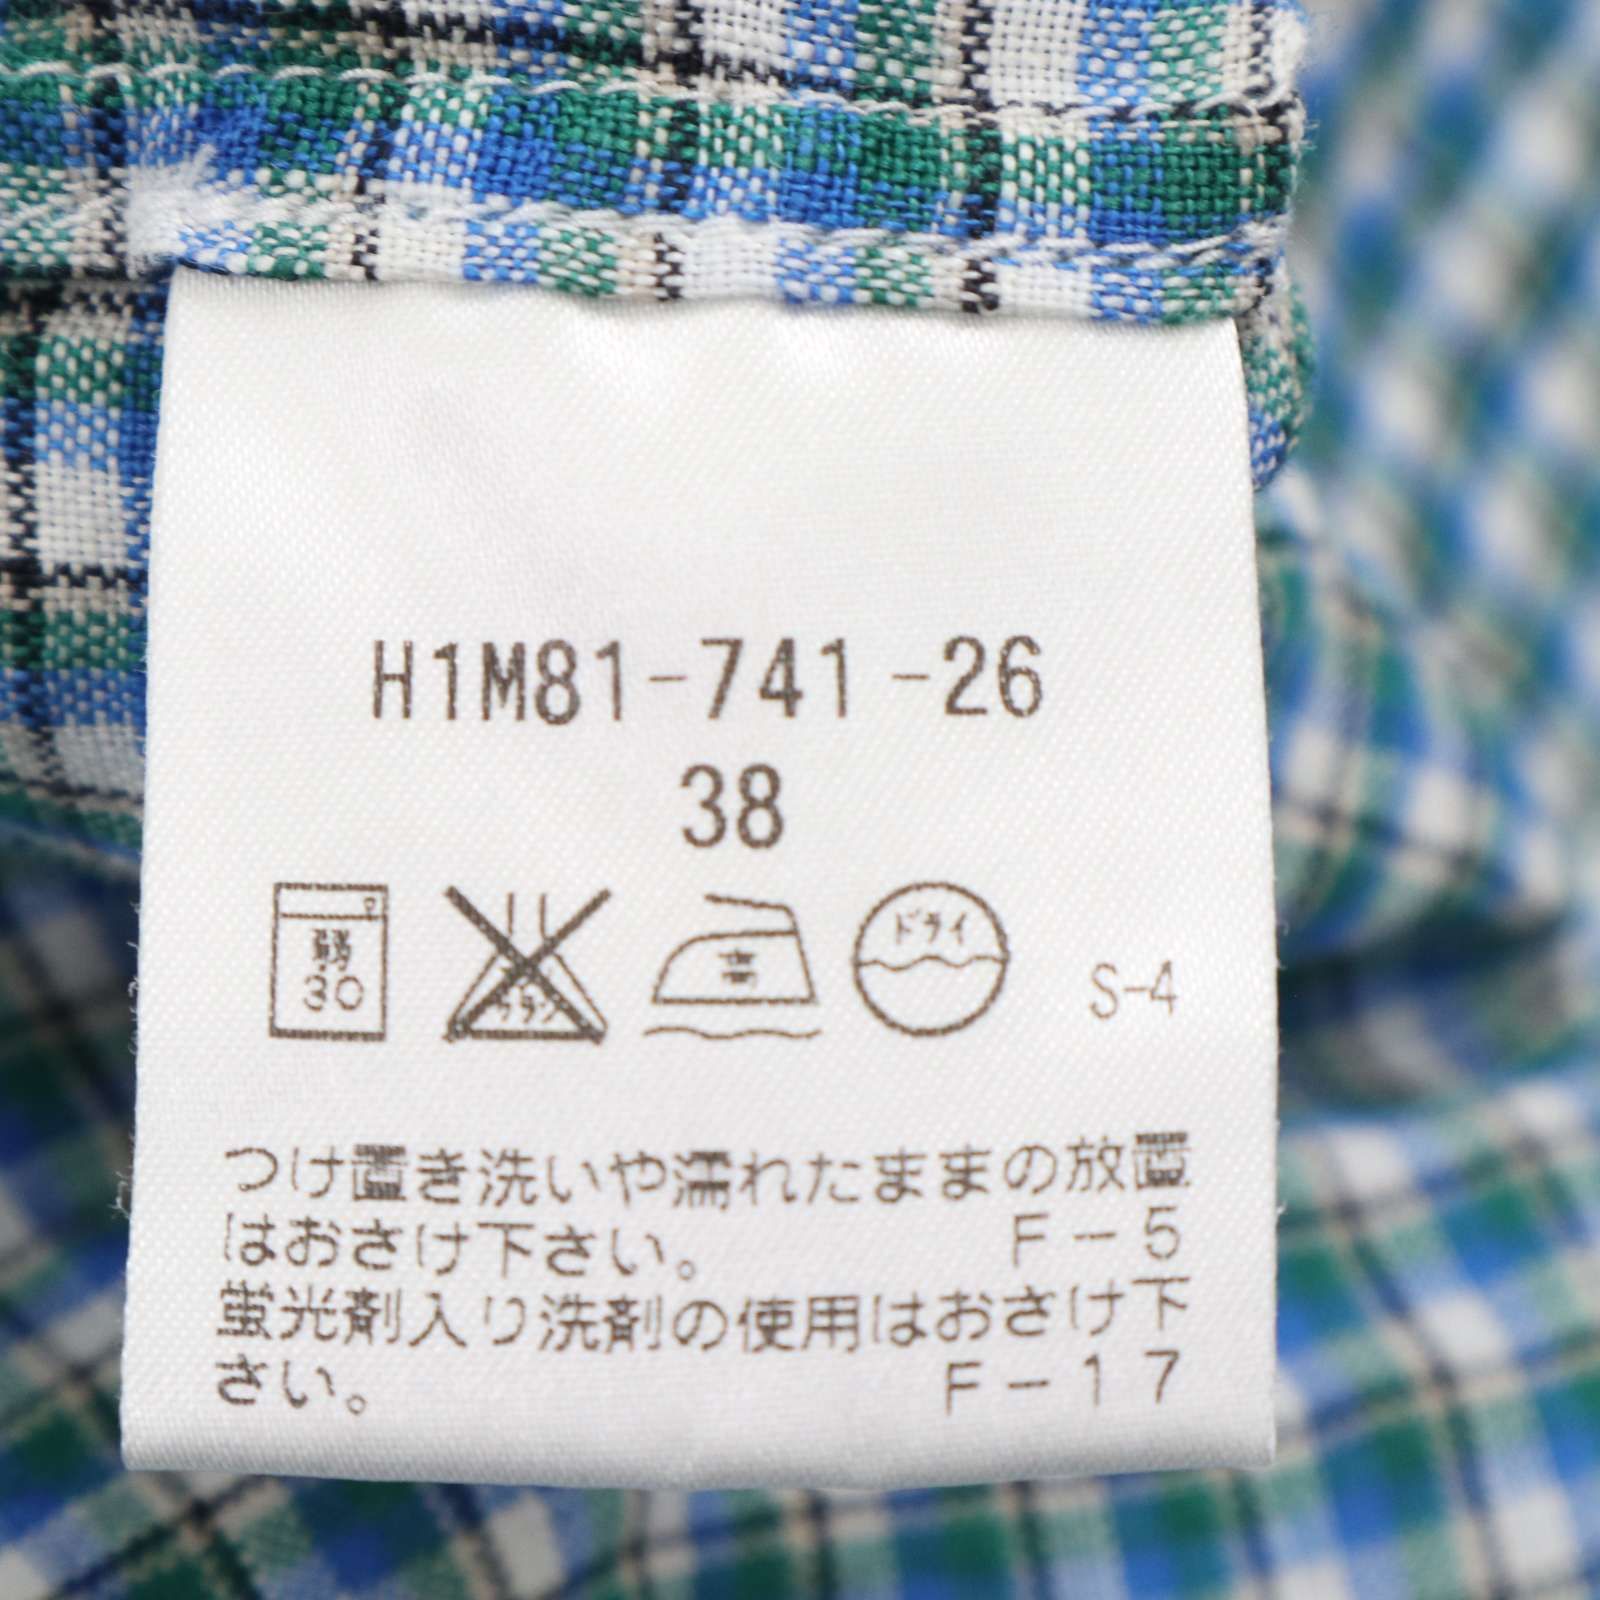 H1M81-741-26
38
弱
30
高
ドライ
S-4
つけ置き洗いや濡れたままの放置
はおさけ下さい。 F-5
蛍光剤入り洗剤の使用はおさけ下
さい。 F-17